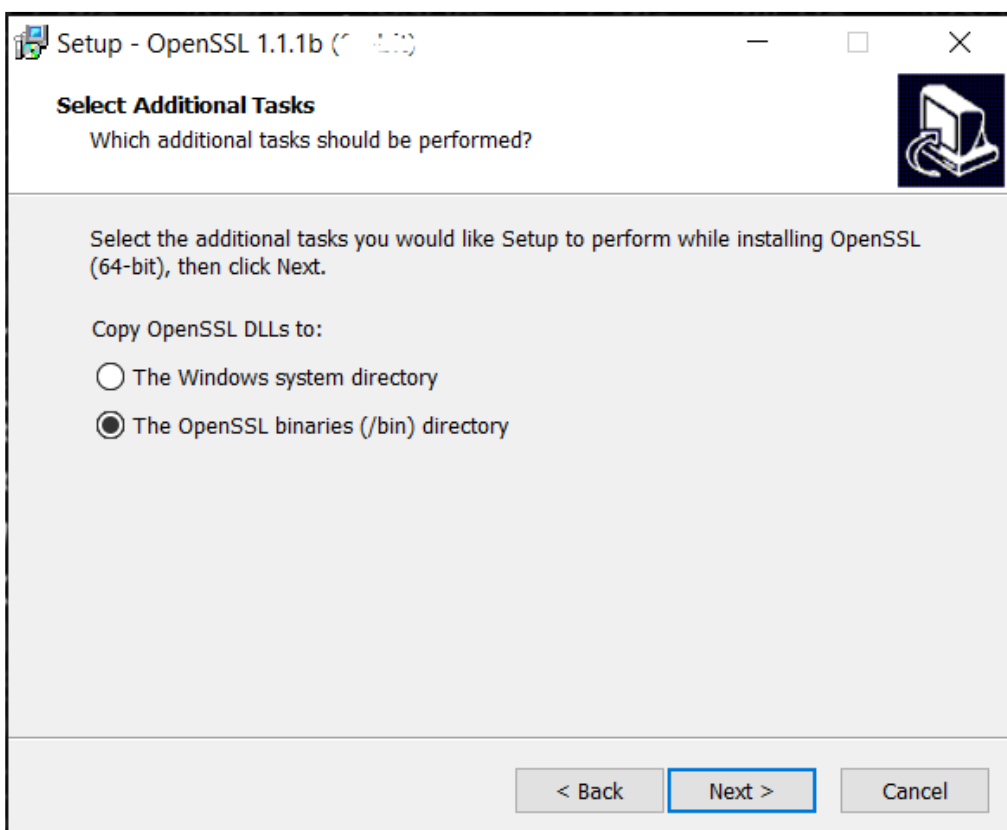 Setup - OpenSSL 1.1.1b
Select Additional Tasks
Which additional tasks should be performed?
Select the additional tasks you would like Setup to perform while installing OpenSSL
(64-bit), then click Next.
Copy OpenSSL DLLs to:
The Windows system directory
The OpenSSL binaries (/bin) directory
< Back
Next >
Cancel